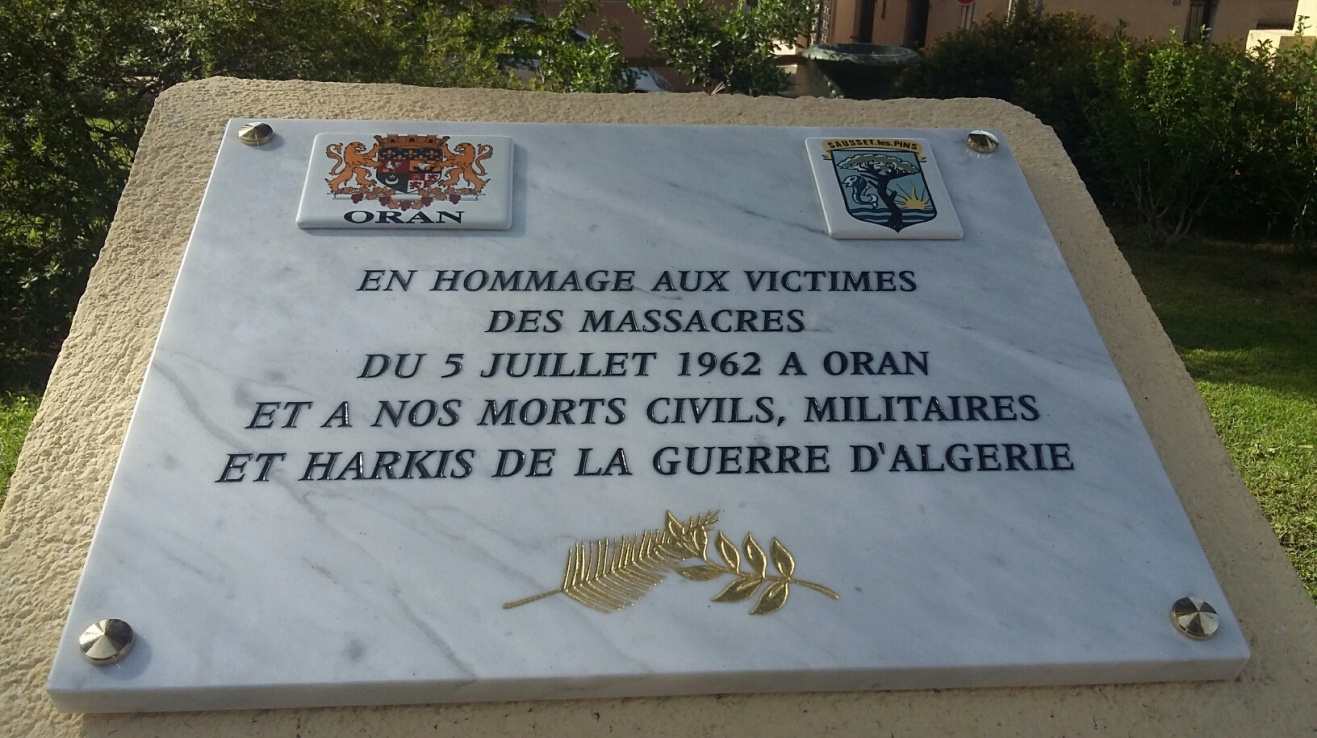 ORAN
SAUSSET.les.PINS
EN HOMMAGE AUX VICTIMES
DES MASSACRES
DU 5 JUILLET 1962 A ORAN
ET A NOS MORTS CIVILS, MILITAIRES
ET HARKIS DE LA GUERRE D'ALGERIE